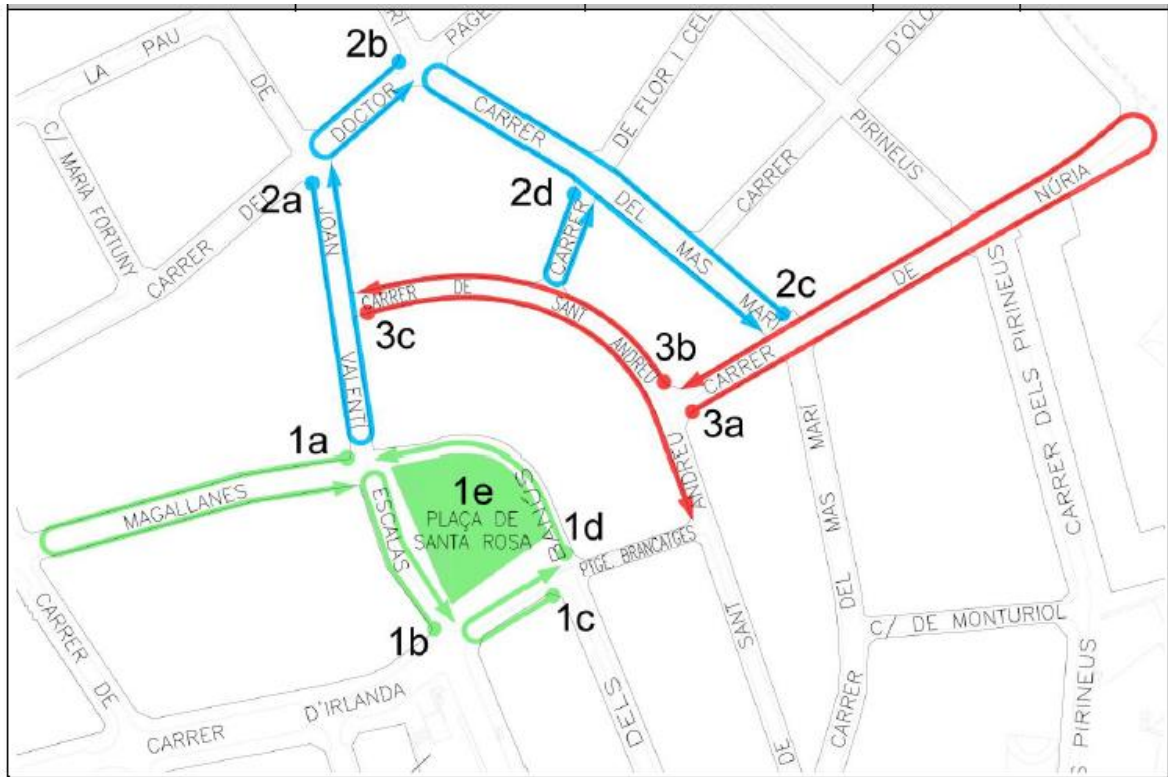 LA PAU
DE
RÍ
PAGE
2b
DOCTOR
CARRER
DEL
MAS
MARÍ
DE FLOR I CEL
D'OLO
CARRER
PIRINEUS
C/ MARIA FORTUNY
CARRER DEL
2a
JOAN
VALENTÍ
2d
CARRER
NÚRIA
DE
CARRER
2c
CARRER
DE
SANT
ANDREU
3c
3b
3a
1a
MAGALLANES
ESCALAS
1e
PLAÇA DE
SANTA ROSA
BANÚS
1d
PTGE. BRANCATGES
ANDREU
SANT
DE
1b
1c
DELS
CARRER DE
CARRER
D'IRLANDA
CARRER
DEL
MAS
DEL
MARÍ
C/ DE MONTURIOL
CARRER DELS PIRINEUS
S PIRINEUS